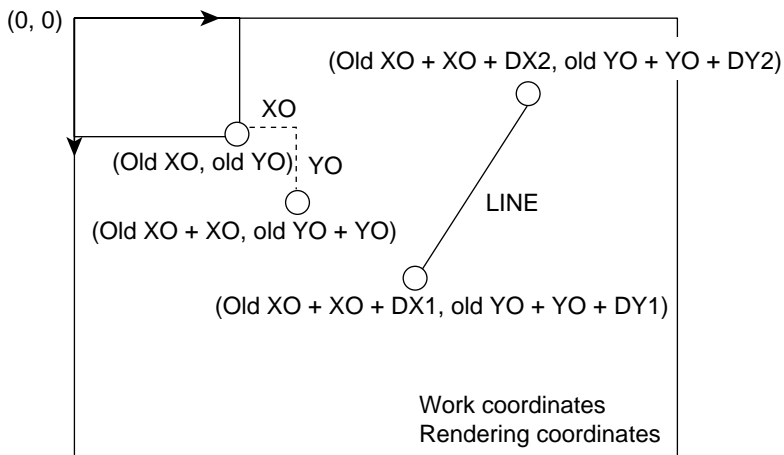 (0, 0)
(Old XO + XO + DX2, old YO + YO + DY2)
XO
(Old XO, old YO)
YO
LINE
(Old XO + XO, old YO + YO)
(Old XO + XO + DX1, old YO + YO + DY1)
Work coordinates
Rendering coordinates